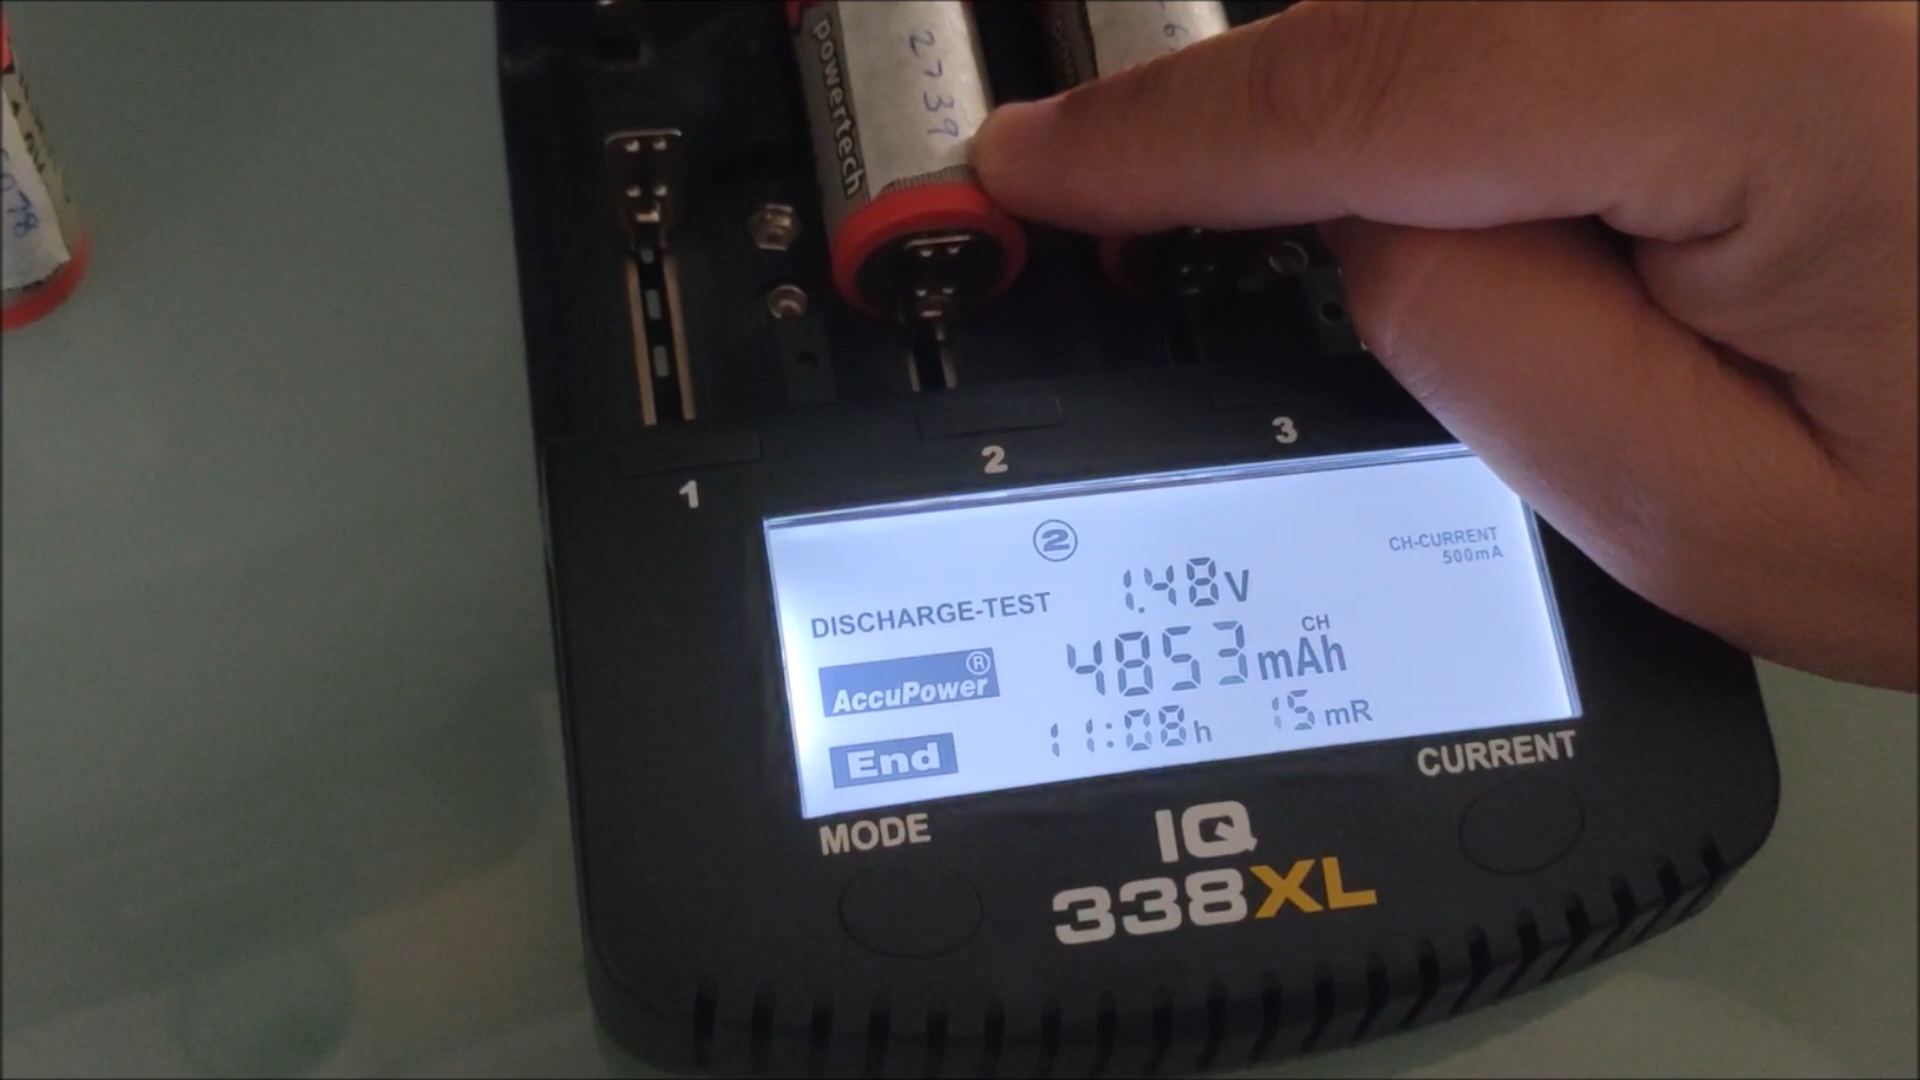 2739
powertech
6078
1
2
3
2
CH-CURRENT
500mA
DISCHARGE-TEST
1.48V
CH
4853mAh
AccuPower®
End
11:08h
15mR
MODE
CURRENT
IQ
338XL